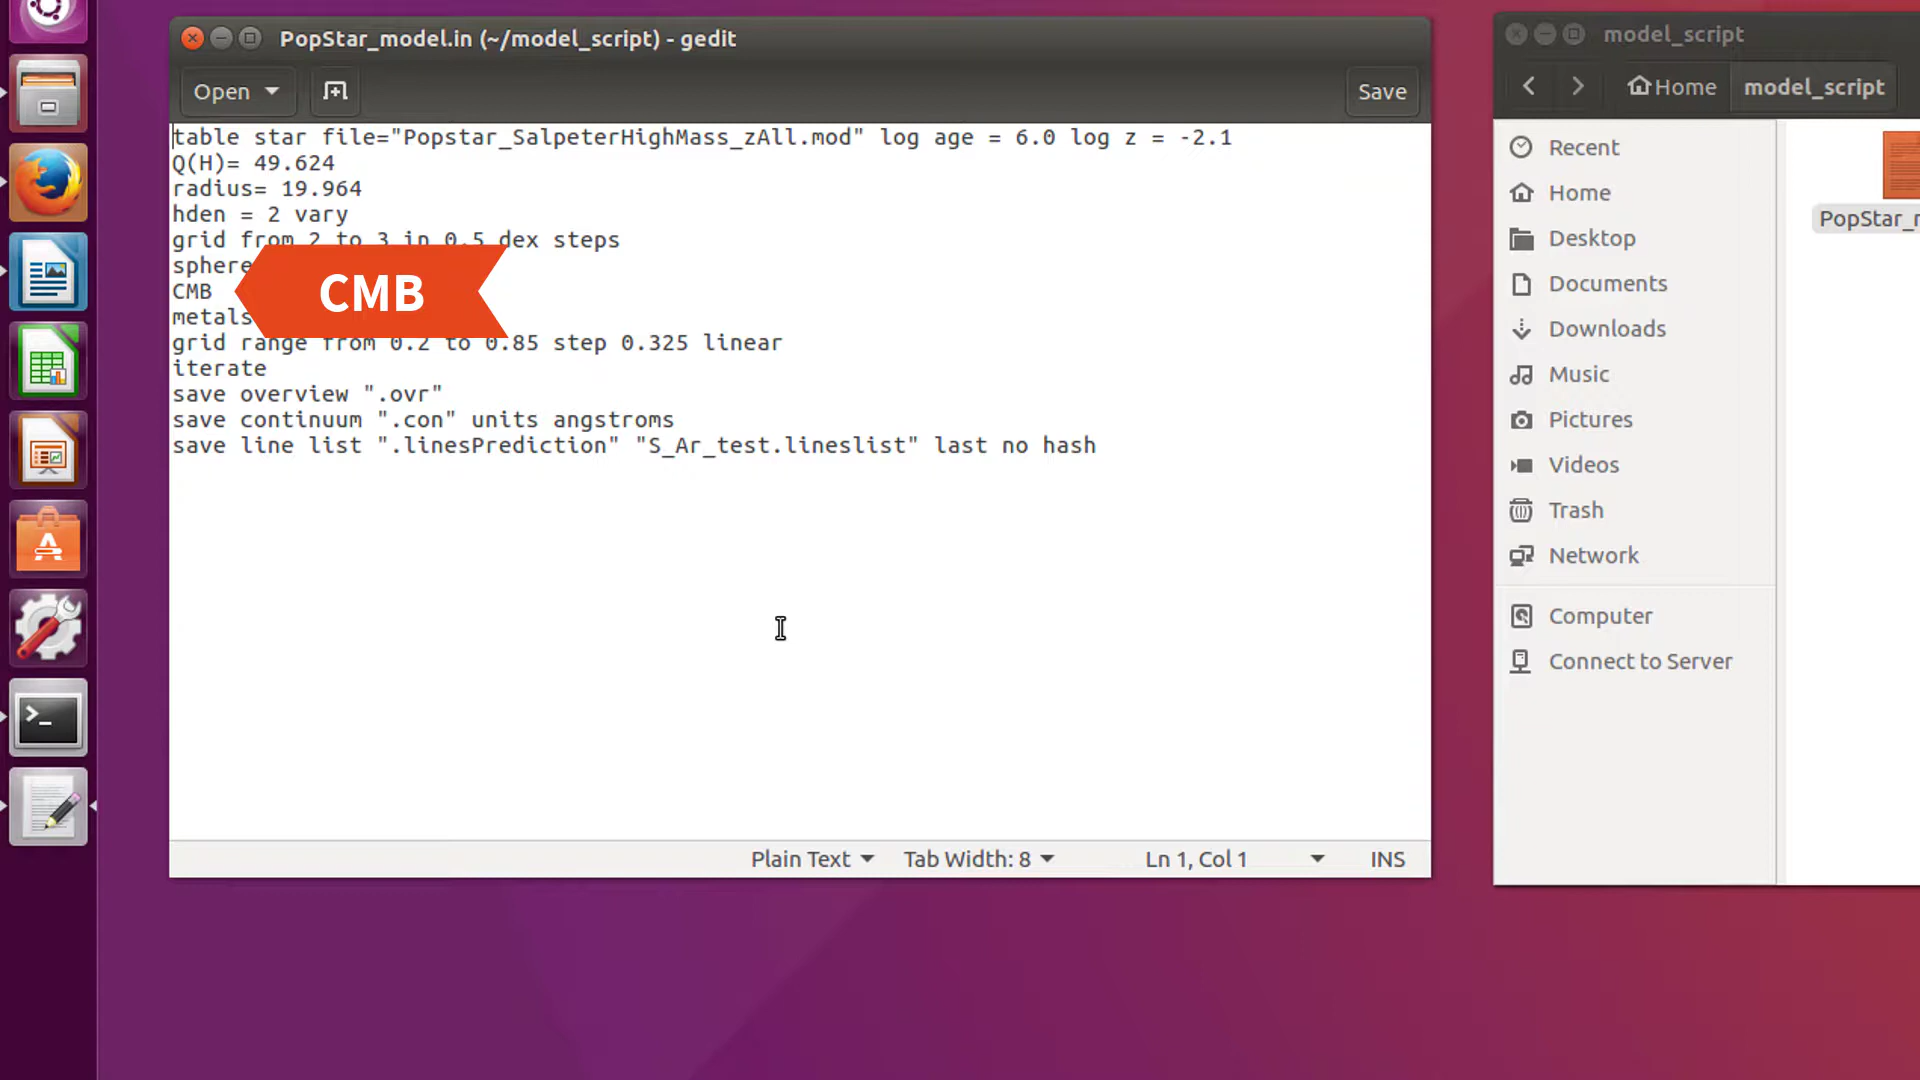 PopStar_model.in (~/model_script) - gedit
Open
Save
table star file="Popstar_SalpeterHighMass_zAll.mod" log age = 6.0 log z = -2.1
Q(H)= 49.624
radius= 19.964
hden = 2 vary
grid from 2 to 3 in 0.5 dex steps
sphere
CMB
CMB
metals
grid range from 0.2 to 0.85 step 0.325 linear
iterate
save overview ".ovr"
save continuum ".con" units angstroms
save line list ".linesPrediction" "S_Ar_test.lineslist" last no hash
Plain Text
Tab Width: 8
Ln 1, Col 1
INS
model_script
Home
model_script
Recent
Home
Desktop
Documents
Downloads
Music
Pictures
Videos
Trash
Network
Computer
Connect to Server